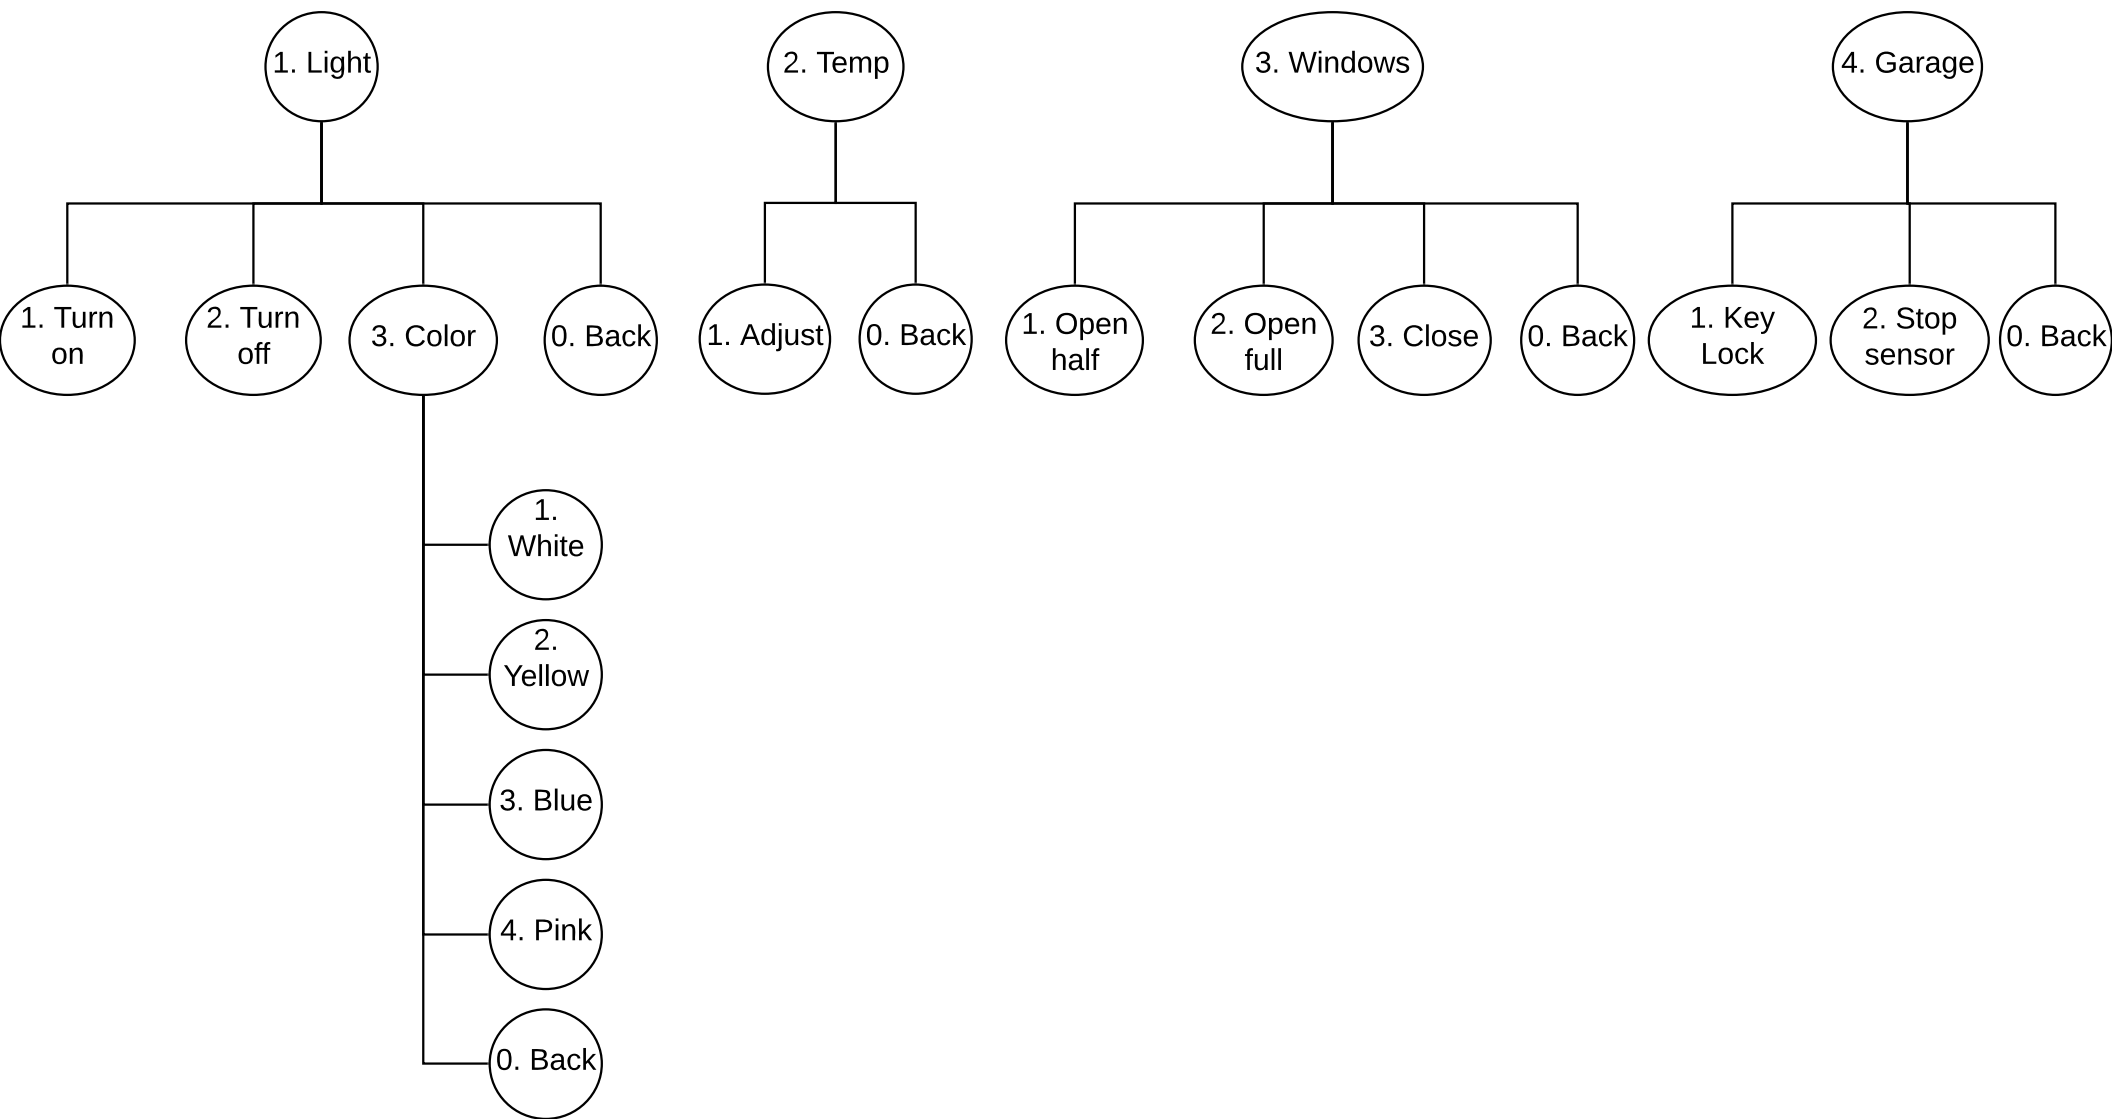 1. Light
2. Temp
3. Windows
4. Garage
1. Turn
on
2. Turn
off
3. Color
0. Back
1. Adjust
0. Back
1. Open
half
2. Open
full
3. Close
0. Back
1. Key
Lock
2. Stop
sensor
0. Back
1.
White
2.
Yellow
3. Blue
4. Pink
0. Back